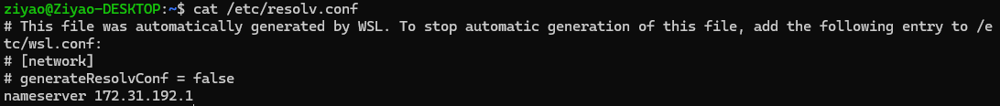 ziyao@Ziyao-DESKTOP:~$ cat /etc/resolv.conf
# This file was automatically generated by WSL. To stop automatic generation of this file, add the following entry to /e
tc/wsl.conf:
# [network]
# generateResolvConf = false
nameserver 172.31.192.1